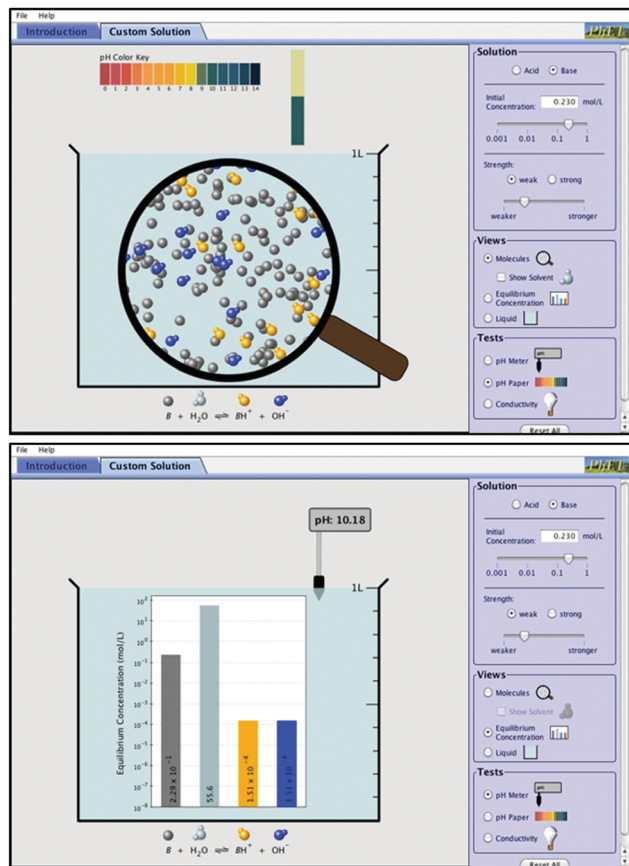 File Help
Introduction Custom Solution PhET
pH Color Key
0 1 2 3 4 5 6 7 8 9 10 11 12 13 14
1L
B + H₂O ⇌ BH⁺ + OH⁻
Solution
Acid Base
Initial Concentration: 0.230 mol/L
0.001 0.01 0.1 1
Strength:
weak strong
weaker stronger
Views
Molecules
Show Solvent
Equilibrium
Concentration
Liquid
Tests
pH Meter
pH:
pH Paper
Conductivity
Reset All
File Help
Introduction Custom Solution PhET
pH: 10.18
1L
Equilibrium Concentration (mol/L)
10²
10¹
10⁰
10⁻¹
10⁻²
10⁻³
10⁻⁴
10⁻⁵
10⁻⁶
10⁻⁷
10⁻⁸
2.29 x 10⁻¹
55.6
1.51 x 10⁻⁴
1.51 x 10⁻⁴
B + H₂O ⇌ BH⁺ + OH⁻
Solution
Acid Base
Initial Concentration: 0.230 mol/L
0.001 0.01 0.1 1
Strength:
weak strong
weaker stronger
Views
Molecules
Show Solvent
Equilibrium
Concentration
Liquid
Tests
pH Meter
pH:
pH Paper
Conductivity
Reset All